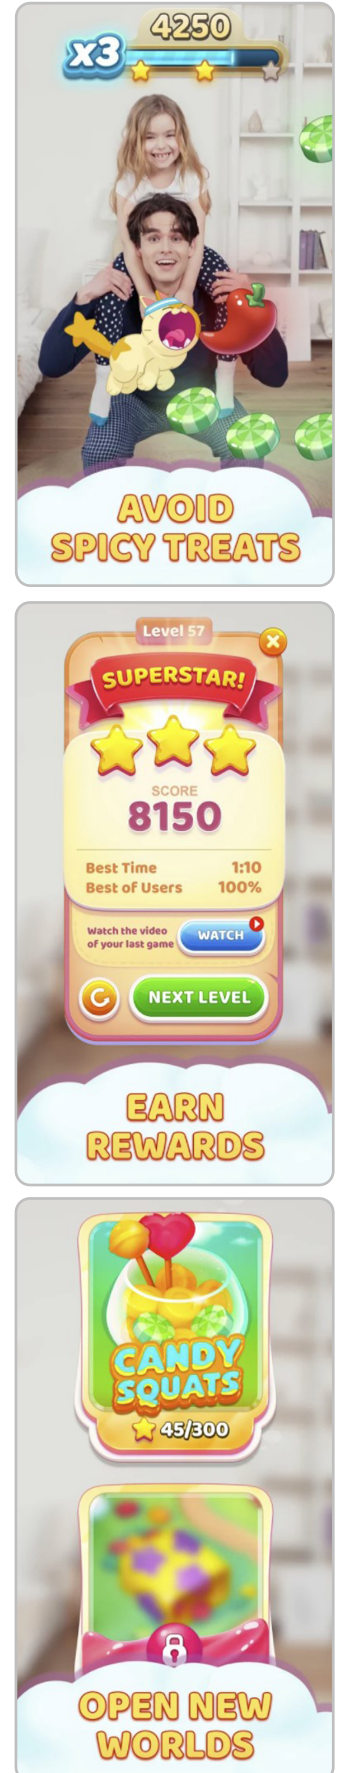 4250
x3
AVOID
SPICY TREATS
Level 57
SUPERSTAR!
SCORE
8150
Best Time 1:10
Best of Users 100%
Watch the video
of your last game
WATCH
NEXT LEVEL
EARN
REWARDS
CANDY
SQUATS
45/300
OPEN NEW
WORLDS